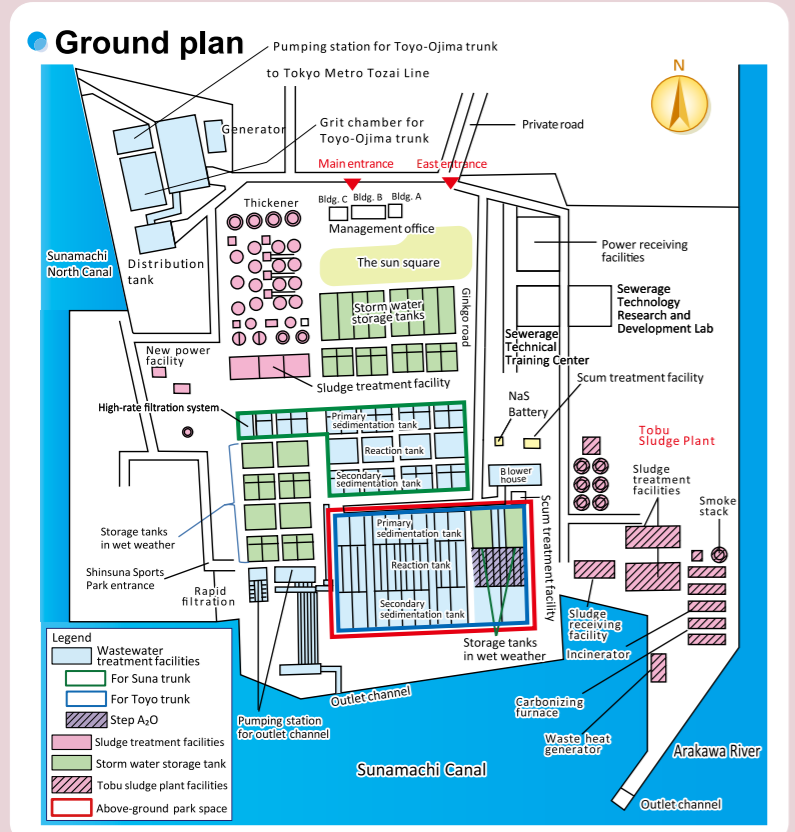 Ground plan
Pumping station for Toyo-Ojima trunk
to Tokyo Metro Tozai Line
N
Generator
Grit chamber for
Toyo-Ojima trunk
Private road
Main entrance
East entrance
Thickener
Bldg. C
Bldg. B
Bldg. A
Management office
Sunamachi
North Canal
Distribution
tank
The sun square
Power receiving
facilities
Storm water
storage tanks
Ginkgo road
Sewerage
Technology
Research and
Development Lab
Sewerage
Technical
Training Center
New power
facility
Sludge treatment facility
Scum treatment facility
NaS
Battery
High-rate filtration system
Primary
sedimentation tank
Reaction tank
Secondary
sedimentation tank
Tobu
Sludge Plant
Sludge
treatment
facilities
Blower
house
Smoke
stack
Storage tanks
in wet weather
Primary
sedimentation tank
Reaction tank
Secondary
sedimentation tank
Scum treatment facility
Shinsuna Sports
Park entrance
Rapid
filtration
Storage tanks
in wet weather
Sludge
receiving
facility
Incinerator
Carbonizing
furnace
Waste heat
generator
Outlet channel
Pumping station
for outlet channel
Sunamachi Canal
Arakawa River
Outlet channel
Legend
Wastewater
treatment facilities
For Suna trunk
For Toyo trunk
Step A₂O
Sludge treatment facilities
Storm water storage tank
Tobu sludge plant facilities
Above-ground park space